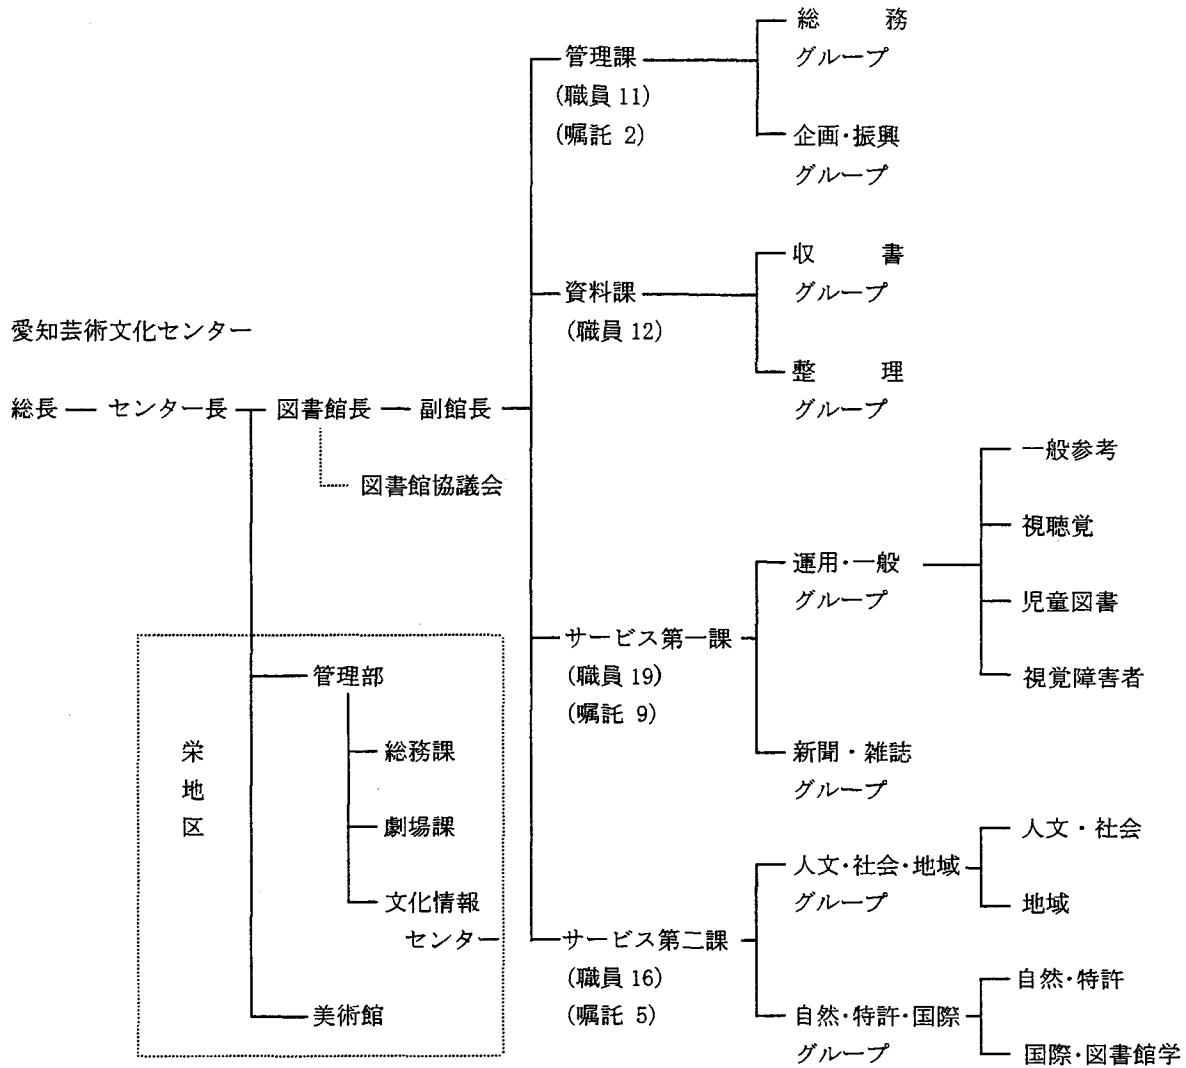 愛知芸術文化センター
総長
センター長
図書館長
副館長
図書館協議会
栄地区
管理部
総務課
劇場課
文化情報
センター
美術館
管理課
(職員 11)
(嘱託 2)
総　務
グループ
企画・振興
グループ
資料課
(職員 12)
収　書
グループ
整　理
グループ
サービス第一課
(職員 19)
(嘱託 9)
運用・一般
グループ
一般参考
視聴覚
児童図書
視覚障害者
新聞・雑誌
グループ
サービス第二課
(職員 16)
(嘱託 5)
人文・社会・地域
グループ
人文・社会
地域
自然・特許・国際
グループ
自然・特許
国際・図書館学